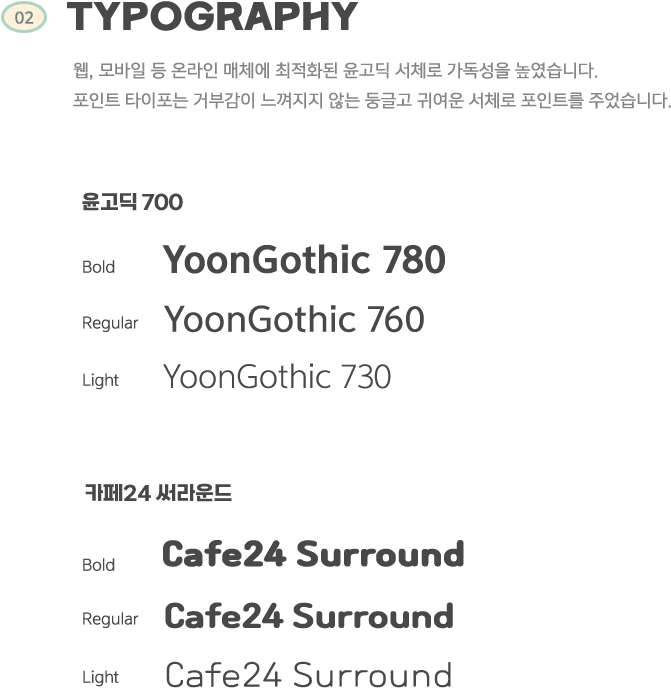 02 TYPOGRAPHY
웹, 모바일 등 온라인 매체에 최적화된 윤고딕 서체로 가독성을 높였습니다.
포인트 타이포는 거부감이 느껴지지 않는 둥글고 귀여운 서체로 포인트를 주었습니다.
윤고딕 700
Bold YoonGothic 780
Regular YoonGothic 760
Light YoonGothic 730
카페24 써라운드
Bold Cafe24 Surround
Regular Cafe24 Surround
Light Cafe24 Surround